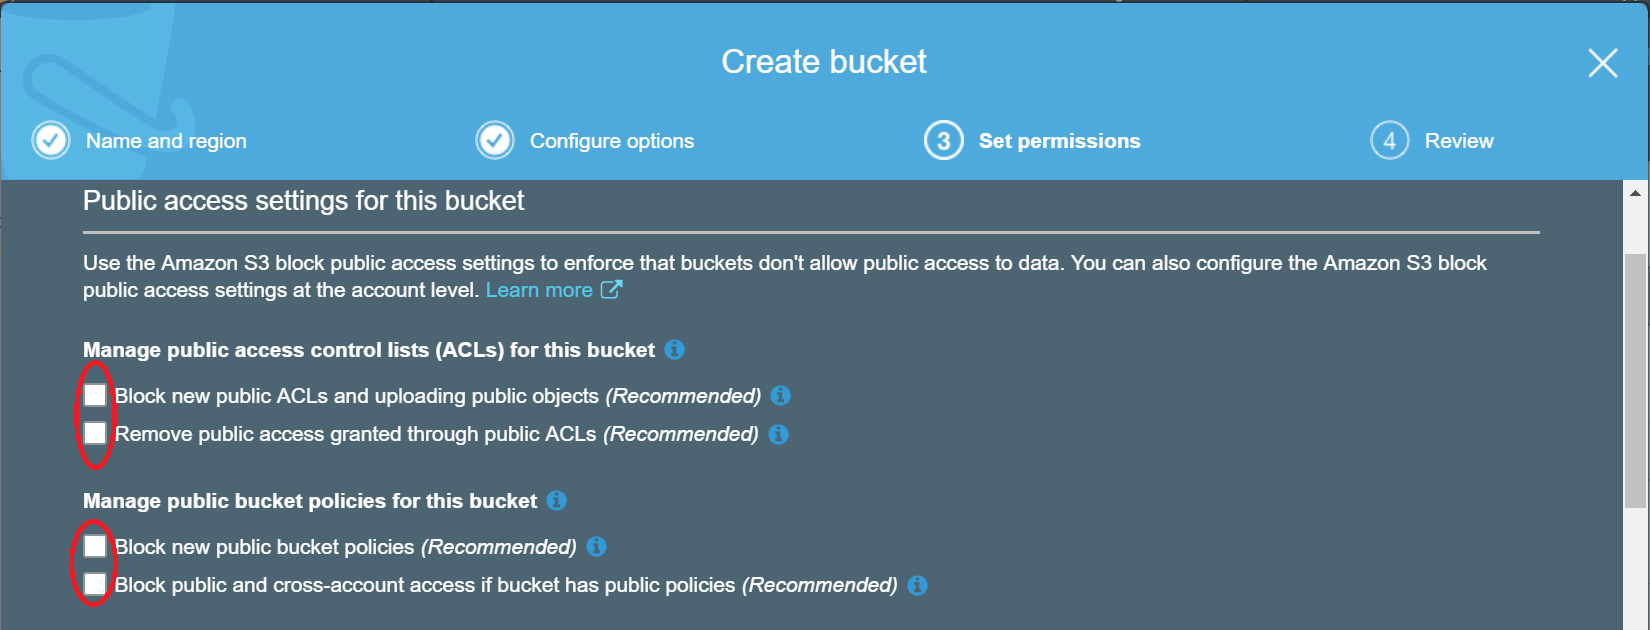 Create bucket
Name and region
Configure options
3 Set permissions
4 Review
Public access settings for this bucket
Use the Amazon S3 block public access settings to enforce that buckets don't allow public access to data. You can also configure the Amazon S3 block
public access settings at the account level. Learn more
Manage public access control lists (ACLs) for this bucket
Block new public ACLs and uploading public objects (Recommended)
Remove public access granted through public ACLs (Recommended)
Manage public bucket policies for this bucket
Block new public bucket policies (Recommended)
Block public and cross-account access if bucket has public policies (Recommended)